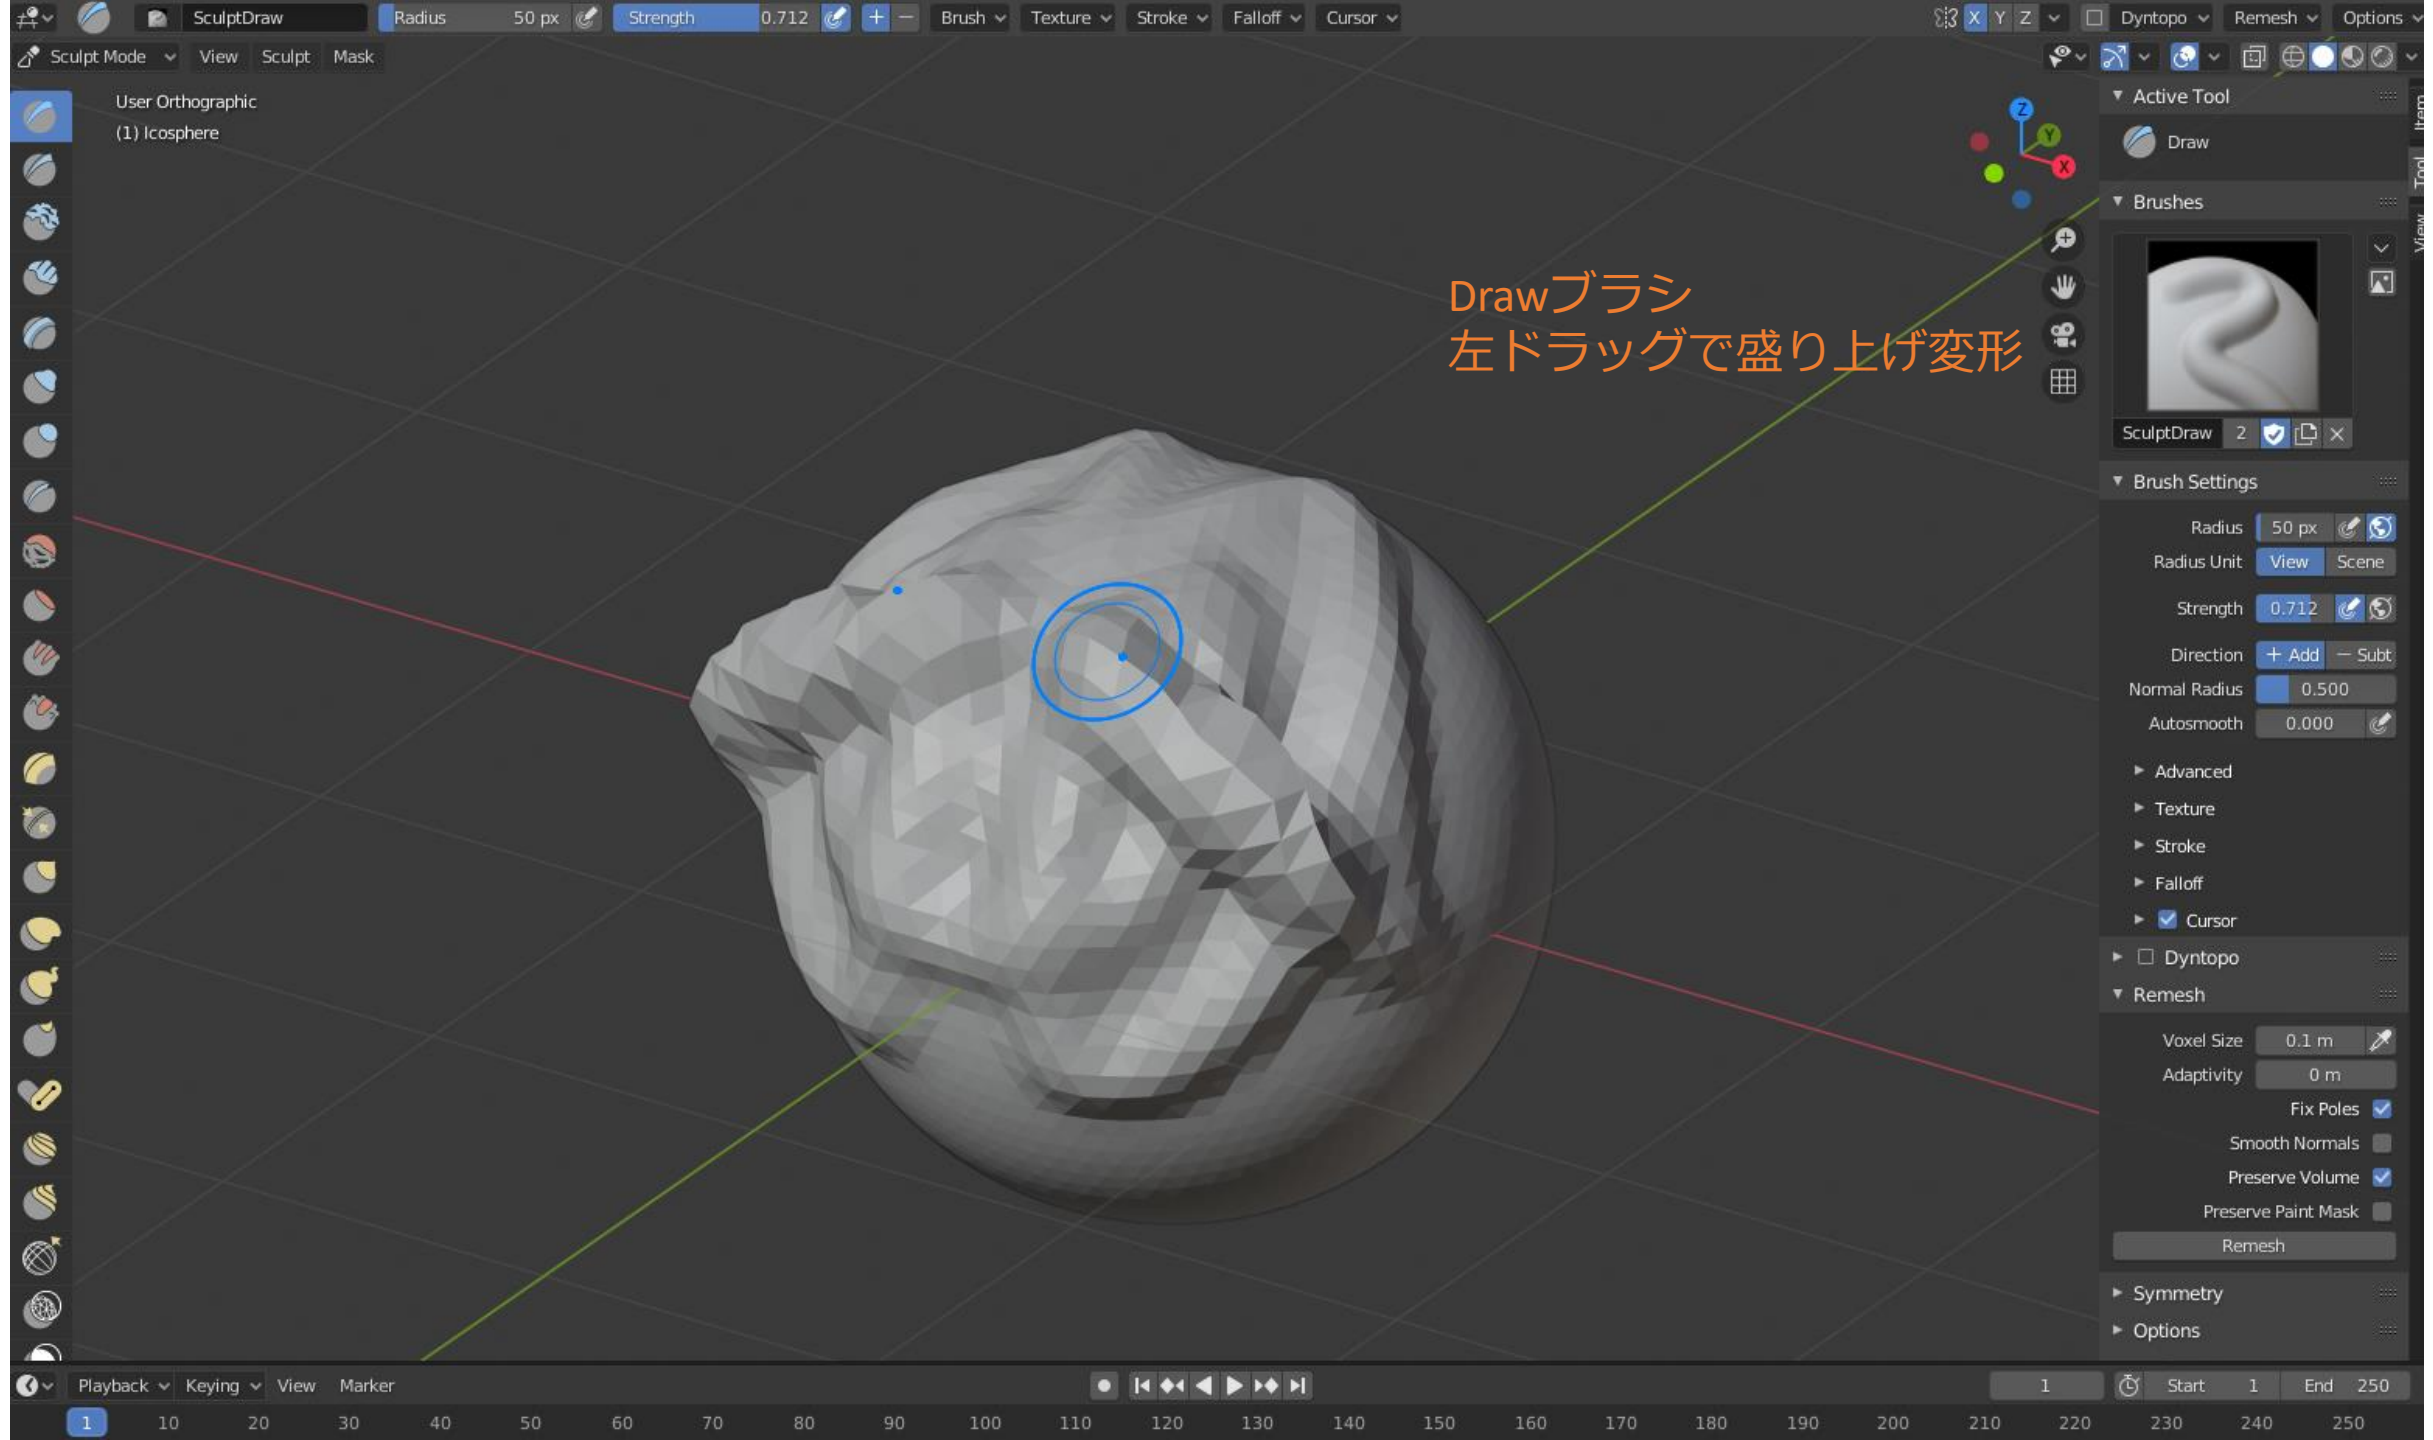 SculptDraw
Radius 50 px
Strength 0.712
+ −
Brush
Texture
Stroke
Falloff
Cursor
X Y Z
Dyntopo
Remesh
Options
Sculpt Mode
View
Sculpt
Mask
User Orthographic
(1) Icosphere
Z
Y
X
Drawブラシ
左ドラッグで盛り上げ変形
Item
Tool
View
Active Tool
Draw
Brushes
SculptDraw 2
Brush Settings
Radius 50 px
Radius Unit View Scene
Strength 0.712
Direction + Add − Subt
Normal Radius 0.500
Autosmooth 0.000
Advanced
Texture
Stroke
Falloff
Cursor
Dyntopo
Remesh
Voxel Size 0.1 m
Adaptivity 0 m
Fix Poles
Smooth Normals
Preserve Volume
Preserve Paint Mask
Remesh
Symmetry
Options
Playback
Keying
View
Marker
1
Start 1
End 250
1 10 20 30 40 50 60 70 80 90 100 110 120 130 140 150 160 170 180 190 200 210 220 230 240 250